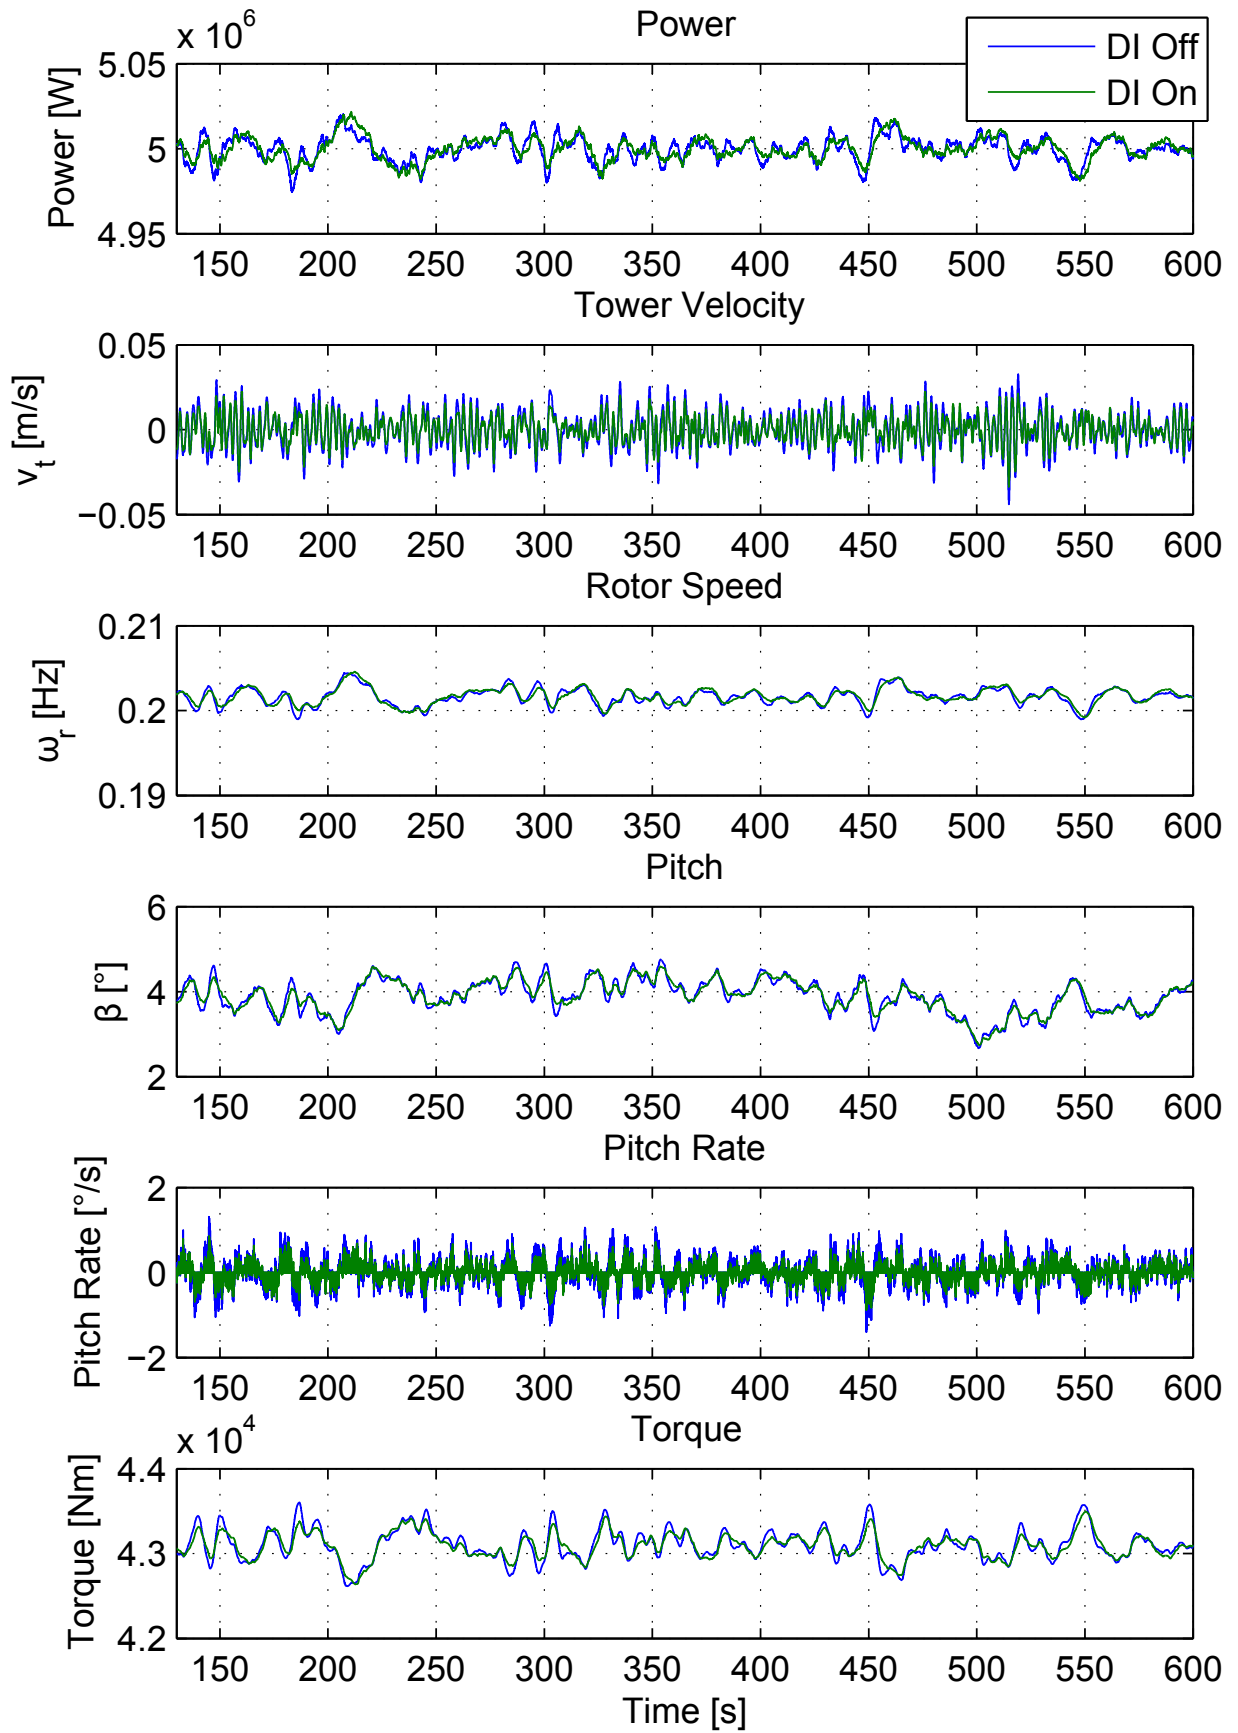 Power
x 10^6
DI Off
DI On
Power [W]
5.05
5
4.95
150 200 250 300 350 400 450 500 550 600
Tower Velocity
v_t [m/s]
0.05
0
−0.05
150 200 250 300 350 400 450 500 550 600
Rotor Speed
ω_r [Hz]
0.21
0.2
0.19
150 200 250 300 350 400 450 500 550 600
Pitch
β [°]
6
4
2
150 200 250 300 350 400 450 500 550 600
Pitch Rate
Pitch Rate [°/s]
2
0
−2
150 200 250 300 350 400 450 500 550 600
Torque
x 10^4
Torque [Nm]
4.4
4.3
4.2
150 200 250 300 350 400 450 500 550 600
Time [s]